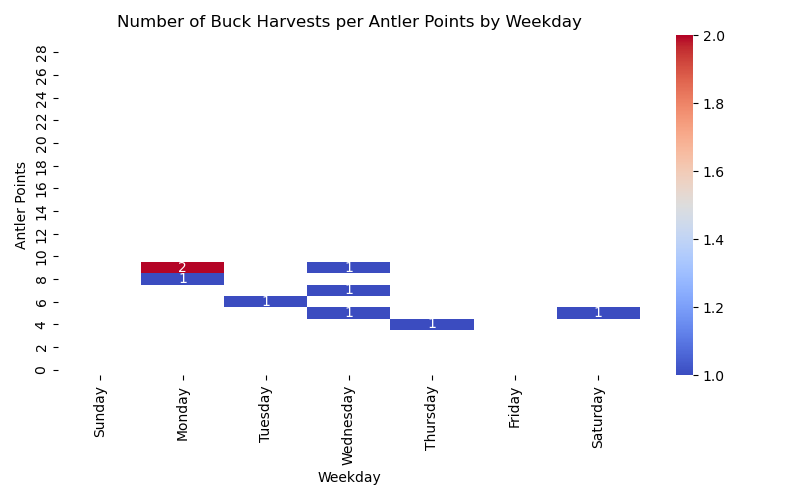 Number of Buck Harvests per Antler Points by Weekday
Antler Points
28
26
24
22
20
18
16
14
12
10
8
6
4
2
0
2
1
1
1
1
1
1
1
Sunday
Monday
Tuesday
Wednesday
Thursday
Friday
Saturday
Weekday
2.0
1.8
1.6
1.4
1.2
1.0